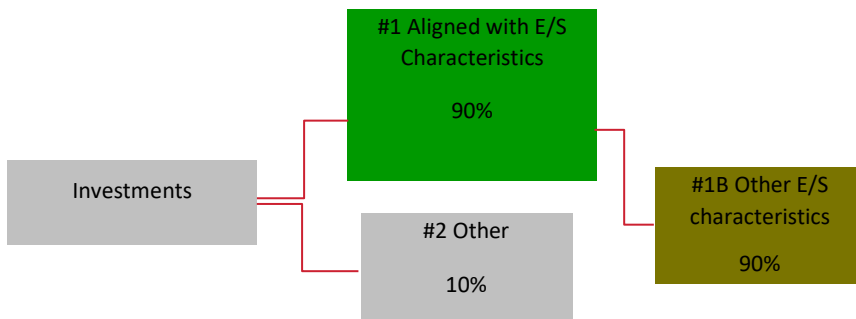 #1 Aligned with E/S
Characteristics
90%
Investments
#1B Other E/S
characteristics
90%
#2 Other
10%